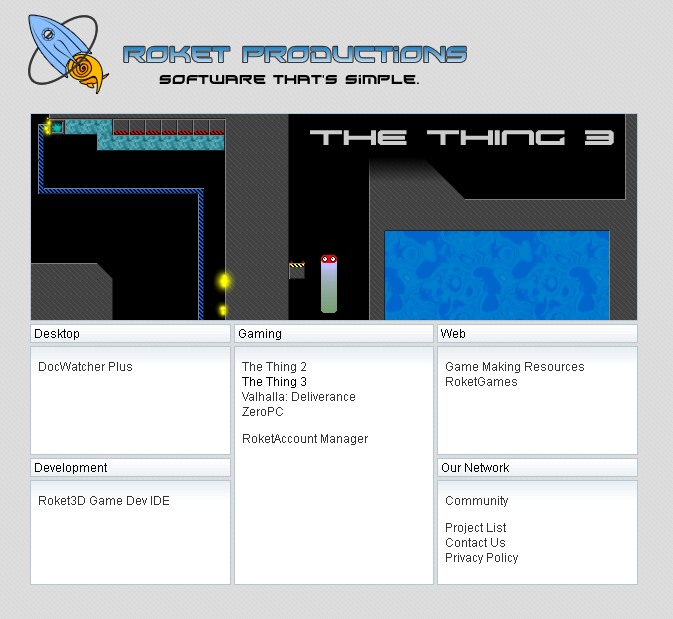 ROKET PRODUCTIONS
SOFTWARE THAT'S SIMPLE.
THE THING 3
Desktop
DocWatcher Plus
Development
Roket3D Game Dev IDE
Gaming
The Thing 2
The Thing 3
Valhalla: Deliverance
ZeroPC
RoketAccount Manager
Web
Game Making Resources
RoketGames
Our Network
Community
Project List
Contact Us
Privacy Policy